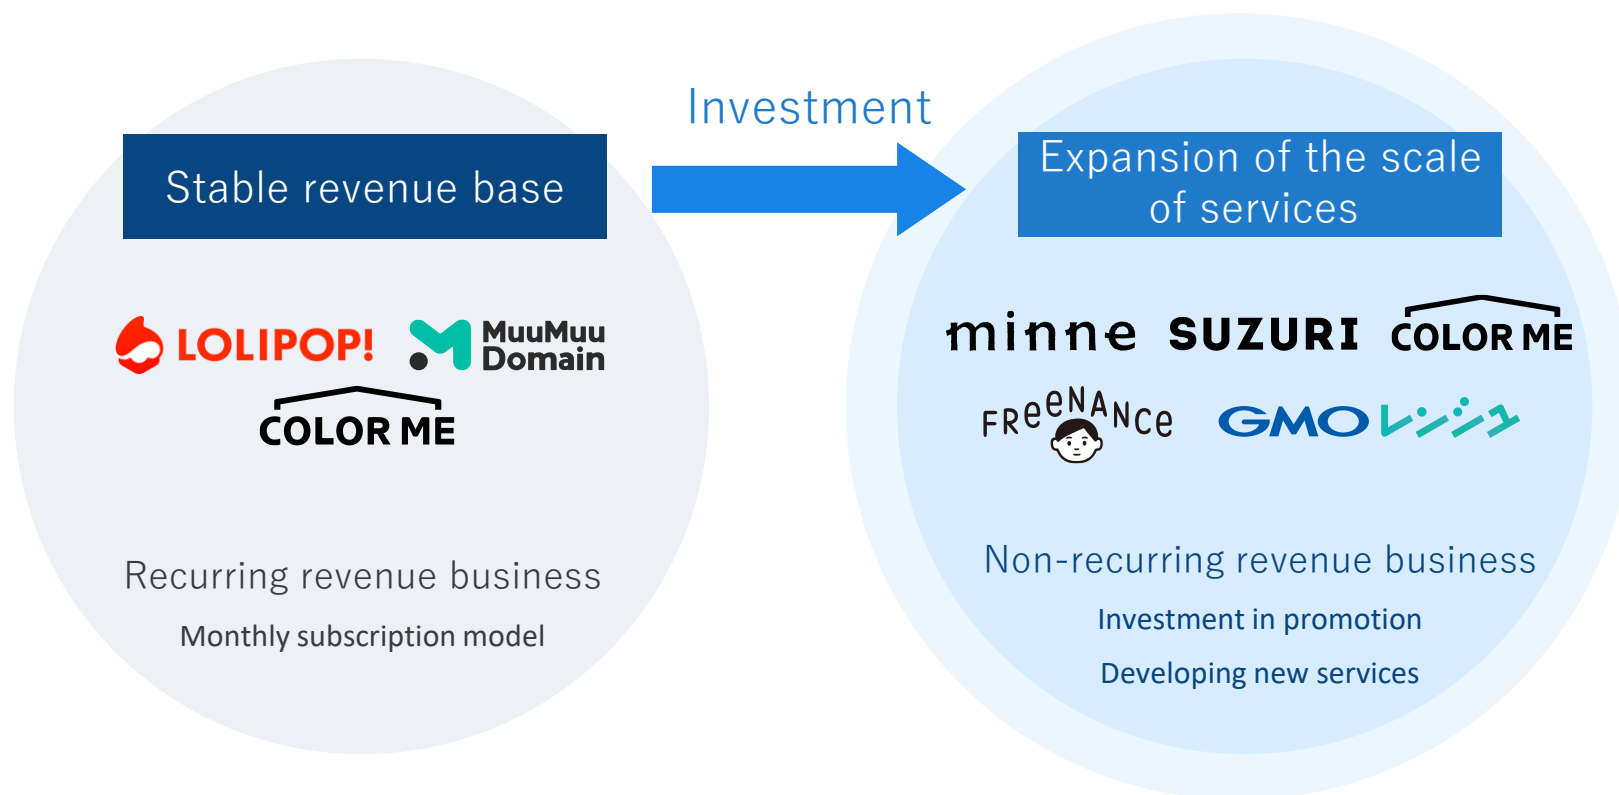 Investment
Stable revenue base
Expansion of the scale
of services
LOLIPOP!
MuuMuu
Domain
COLOR ME
minne
SUZURI
COLOR ME
FReeNANce
GMO レンシュ
Recurring revenue business
Monthly subscription model
Non-recurring revenue business
Investment in promotion
Developing new services